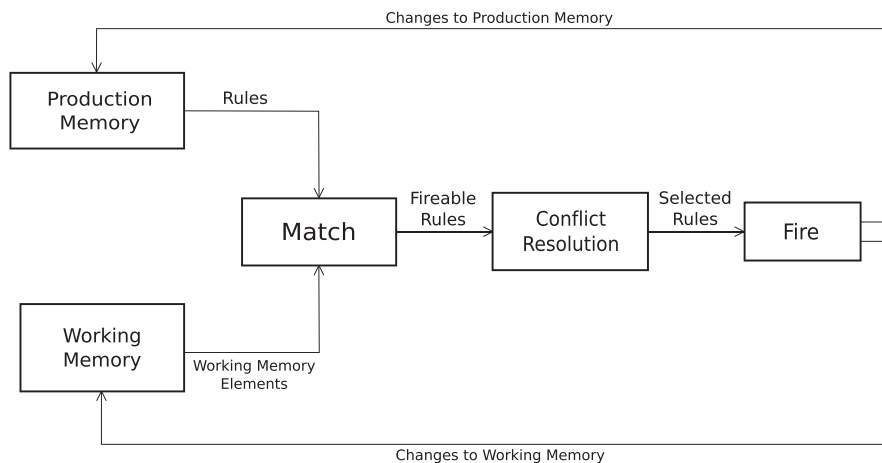 Changes to Production Memory
Production
Memory
Rules
Match
Fireable
Rules
Conflict
Resolution
Selected
Rules
Fire
Working
Memory
Working Memory
Elements
Changes to Working Memory